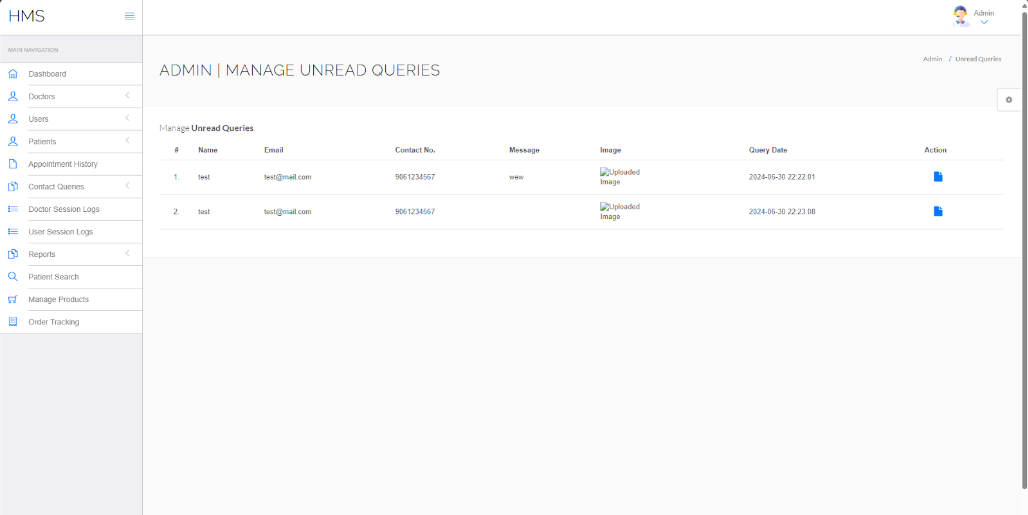 HMS
Admin
MAIN NAVIGATION
Dashboard
Doctors
Users
Patients
Appointment History
Contact Queries
Doctor Session Logs
User Session Logs
Reports
Patient Search
Manage Products
Order Tracking
ADMIN | MANAGE UNREAD QUERIES
Admin / Unread Queries
Manage Unread Queries
# Name Email Contact No. Message Image Query Date Action
1. test test@mail.com 9061234567 wew Uploaded Image 2024-06-30 22:22:01
2. test test@mail.com 9061234567 Uploaded Image 2024-06-30 22:23:08